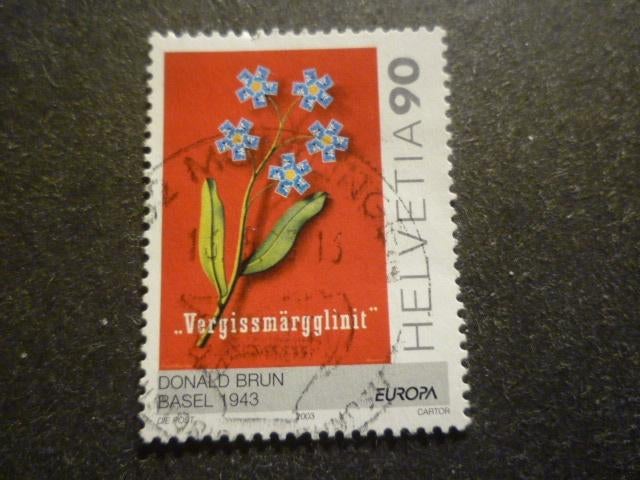 HELVETIA 90
„Vergissmärgglinit"
DONALD BRUN
BASEL 1943
EUROPA
DIE POST
2003
CARTOR